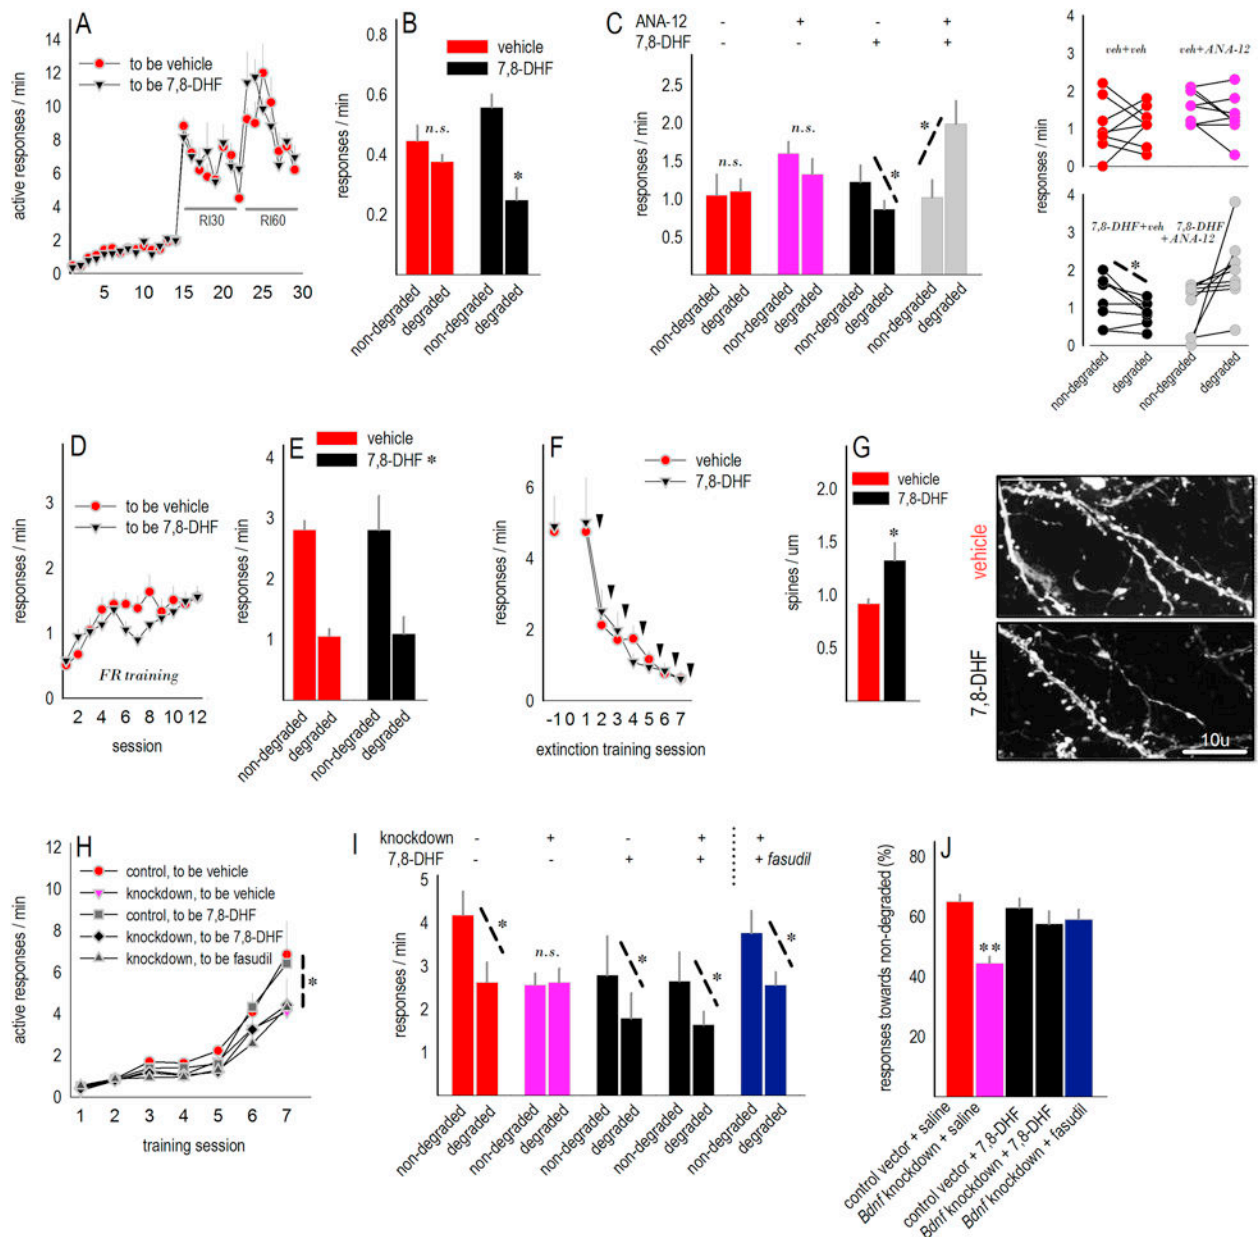 A
active responses / min
14
12
10
8
6
4
2
0
to be vehicle
to be 7,8-DHF
RI30
RI60
5
10
15
20
25
30
B
responses / min
0.8
0.6
0.4
0.2
vehicle
7,8-DHF
n.s.
*
non-degraded
degraded
non-degraded
degraded
C
ANA-12 - + - +
7,8-DHF - - + +
responses / min
2.5
2.0
1.5
1.0
0.5
n.s.
n.s.
*
*
non-degraded
degraded
non-degraded
degraded
non-degraded
degraded
non-degraded
degraded
responses / min
4
3
2
1
0
veh+veh
veh+ANA-12
4
3
2
1
0
7,8-DHF+veh
*
7,8-DHF
+ANA-12
non-degraded
degraded
non-degraded
degraded
D
responses / min
3
2
1
0
to be vehicle
to be 7,8-DHF
FR training
2
4
6
8
10
12
session
E
vehicle
7,8-DHF *
responses / min
4
3
2
1
non-degraded
degraded
non-degraded
degraded
F
vehicle
7,8-DHF
responses / min
6
4
2
0
-1 0 1 2 3 4 5 6 7
extinction training session
G
vehicle
7,8-DHF
spines / um
2.0
1.5
1.0
0.5
*
vehicle
7,8-DHF
10u
H
active responses / min
12
10
8
6
4
2
0
control, to be vehicle
knockdown, to be vehicle
control, to be 7,8-DHF
knockdown, to be 7,8-DHF
knockdown, to be fasudil
*
1 2 3 4 5 6 7
training session
I
knockdown - + - + +
7,8-DHF - - + + + fasudil
responses / min
5
4
3
2
1
*
n.s.
*
*
*
non-degraded
degraded
non-degraded
degraded
non-degraded
degraded
non-degraded
degraded
non-degraded
degraded
J
responses towards non-degraded (%)
80
60
40
20
**
control vector + saline
Bdnf knockdown + saline
control vector + 7,8-DHF
Bdnf knockdown + 7,8-DHF
Bdnf knockdown + fasudil